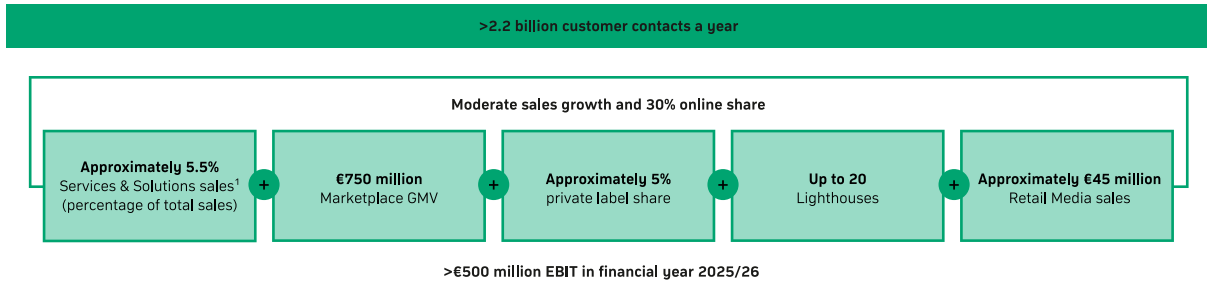 >2.2 billion customer contacts a year
Moderate sales growth and 30% online share
Approximately 5.5%
Services & Solutions sales¹
(percentage of total sales)
+
€750 million
Marketplace GMV
+
Approximately 5%
private label share
+
Up to 20
Lighthouses
+
Approximately €45 million
Retail Media sales
>€500 million EBIT in financial year 2025/26